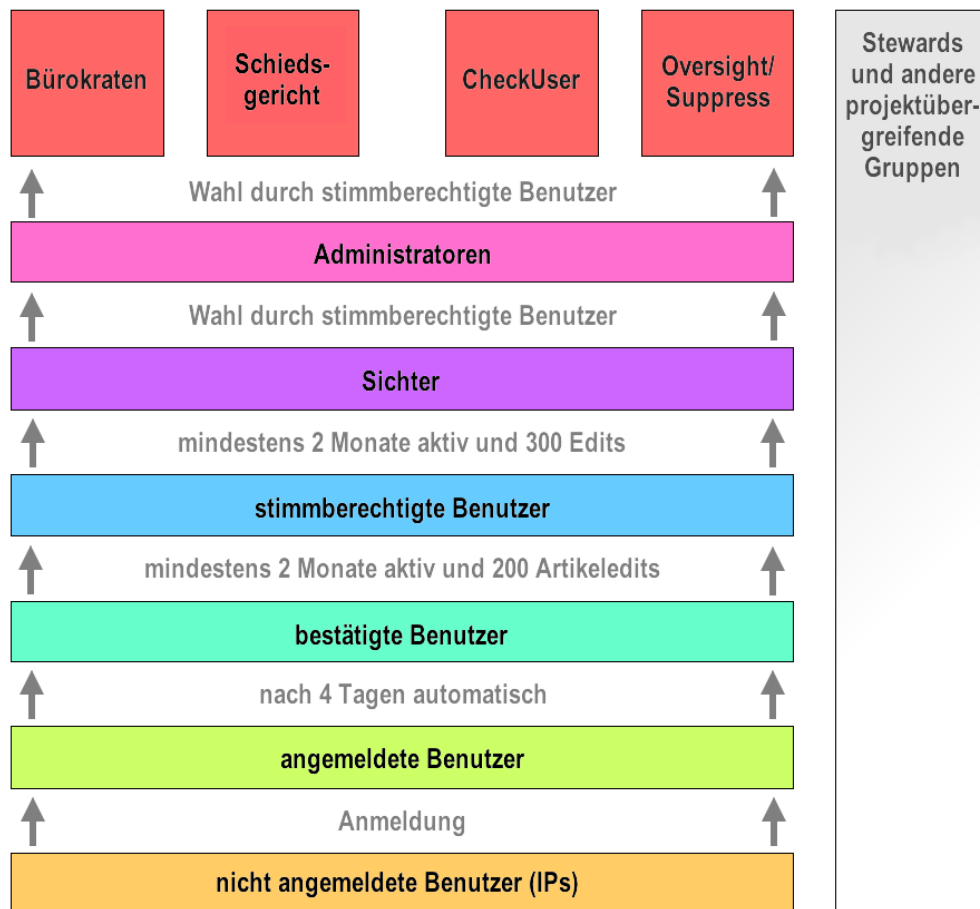 Bürokraten
Schieds-
gericht
CheckUser
Oversight/
Suppress
Stewards
und andere
projektüber-
greifende
Gruppen
Wahl durch stimmberechtigte Benutzer
Administratoren
Wahl durch stimmberechtigte Benutzer
Sichter
mindestens 2 Monate aktiv und 300 Edits
stimmberechtigte Benutzer
mindestens 2 Monate aktiv und 200 Artikeledits
bestätigte Benutzer
nach 4 Tagen automatisch
angemeldete Benutzer
Anmeldung
nicht angemeldete Benutzer (IPs)